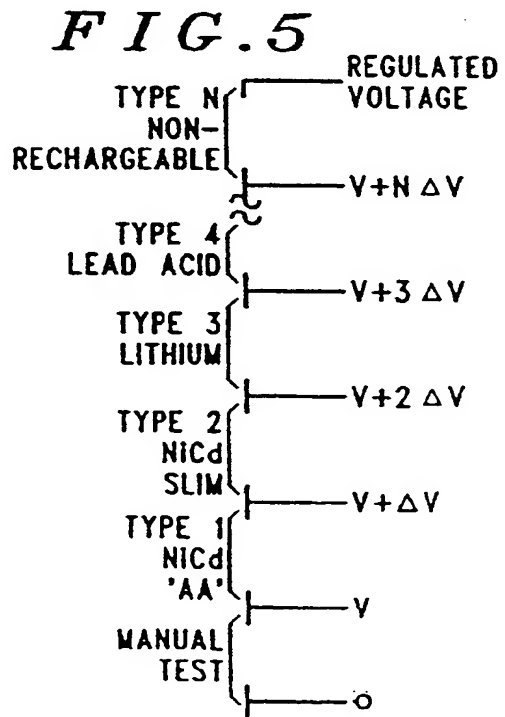 FIG.5
REGULATED
VOLTAGE
TYPE N
NON-
RECHARGEABLE
V+N ΔV
TYPE 4
LEAD ACID
V+3 ΔV
TYPE 3
LITHIUM
V+2 ΔV
TYPE 2
NiCd
SLIM
V+ΔV
TYPE 1
NiCd
'AA'
V
MANUAL
TEST
0